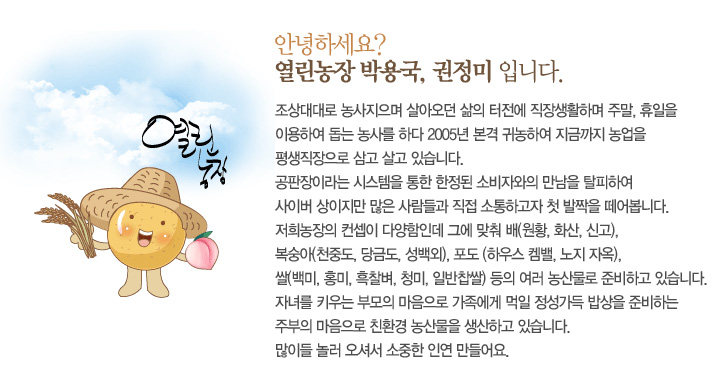 안녕하세요?
열린농장 박용국, 권정미 입니다.
열린
농장
조상대대로 농사지으며 살아오던 삶의 터전에 직장생활하며 주말, 휴일을
이용하여 돕는 농사를 하다 2005년 본격 귀농하여 지금까지 농업을
평생직장으로 삼고 살고 있습니다.
공판장이라는 시스템을 통한 한정된 소비자와의 만남을 탈피하여
사이버 상이지만 많은 사람들과 직접 소통하고자 첫 발짝을 떼어봅니다.
저희농장의 컨셉이 다양함인데 그에 맞춰 배(원황, 화산, 신고),
복숭아(천중도, 당금도, 성백외), 포도 (하우스 켐벨, 노지 자옥),
쌀(백미, 홍미, 흑찰벼, 청미, 일반찹쌀) 등의 여러 농산물로 준비하고 있습니다.
자녀를 키우는 부모의 마음으로 가족에게 먹일 정성가득 밥상을 준비하는
주부의 마음으로 친환경 농산물을 생산하고 있습니다.
많이들 놀러 오셔서 소중한 인연 만들어요.